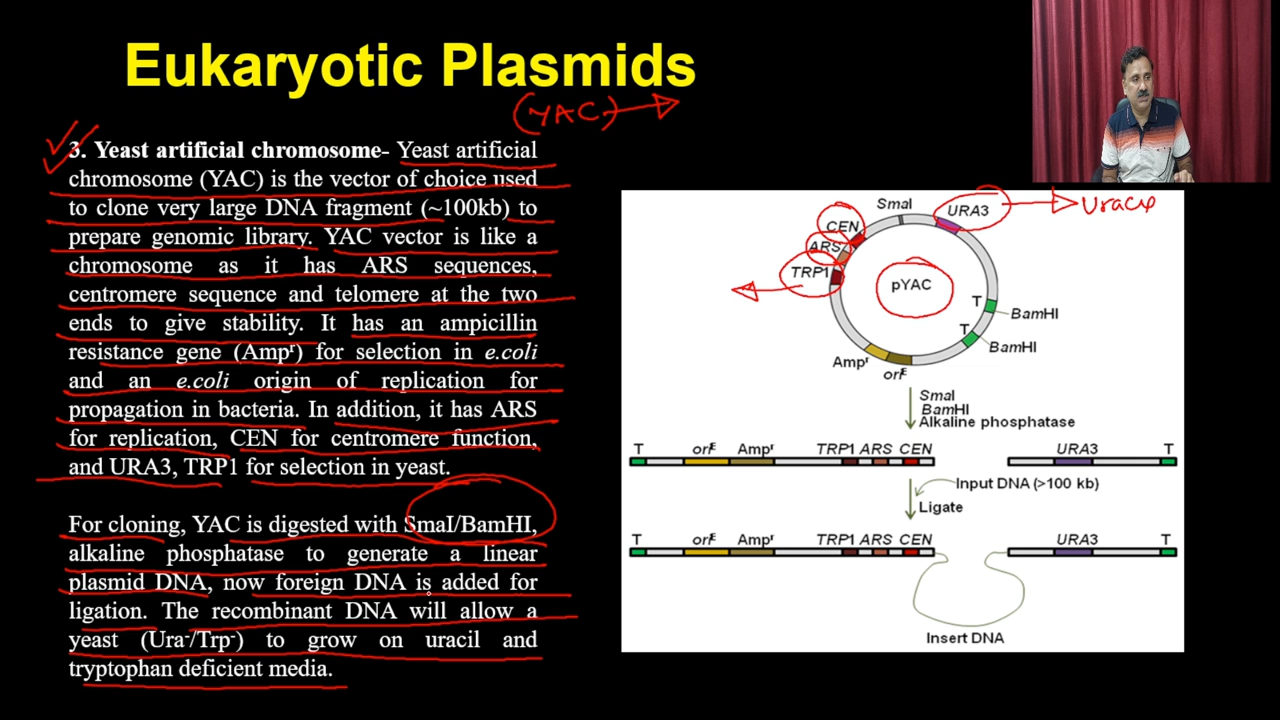 Eukaryotic Plasmids
(YAC)
3. Yeast artificial chromosome- Yeast artificial
chromosome (YAC) is the vector of choice used
to clone very large DNA fragment (~100kb) to
prepare genomic library. YAC vector is like a
chromosome as it has ARS sequences,
centromere sequence and telomere at the two
ends to give stability. It has an ampicillin
resistance gene (Ampʳ) for selection in e.coli
and an e.coli origin of replication for
propagation in bacteria. In addition, it has ARS
for replication, CEN for centromere function,
and URA3, TRP1 for selection in yeast.
For cloning, YAC is digested with SmaI/BamHI,
alkaline phosphatase to generate a linear
plasmid DNA, now foreign DNA is added for
ligation. The recombinant DNA will allow a
yeast (Ura⁻/Trp⁻) to grow on uracil and
tryptophan deficient media.
SmaI
URA3
CEN
ARS
TRP1
pYAC
T
BamHI
T
BamHI
Ampʳ
oriᴱ
SmaI
BamHI
Alkaline phosphatase
T oriᴱ Ampʳ TRP1 ARS CEN URA3 T
Input DNA (>100 kb)
Ligate
T oriᴱ Ampʳ TRP1 ARS CEN URA3 T
Insert DNA